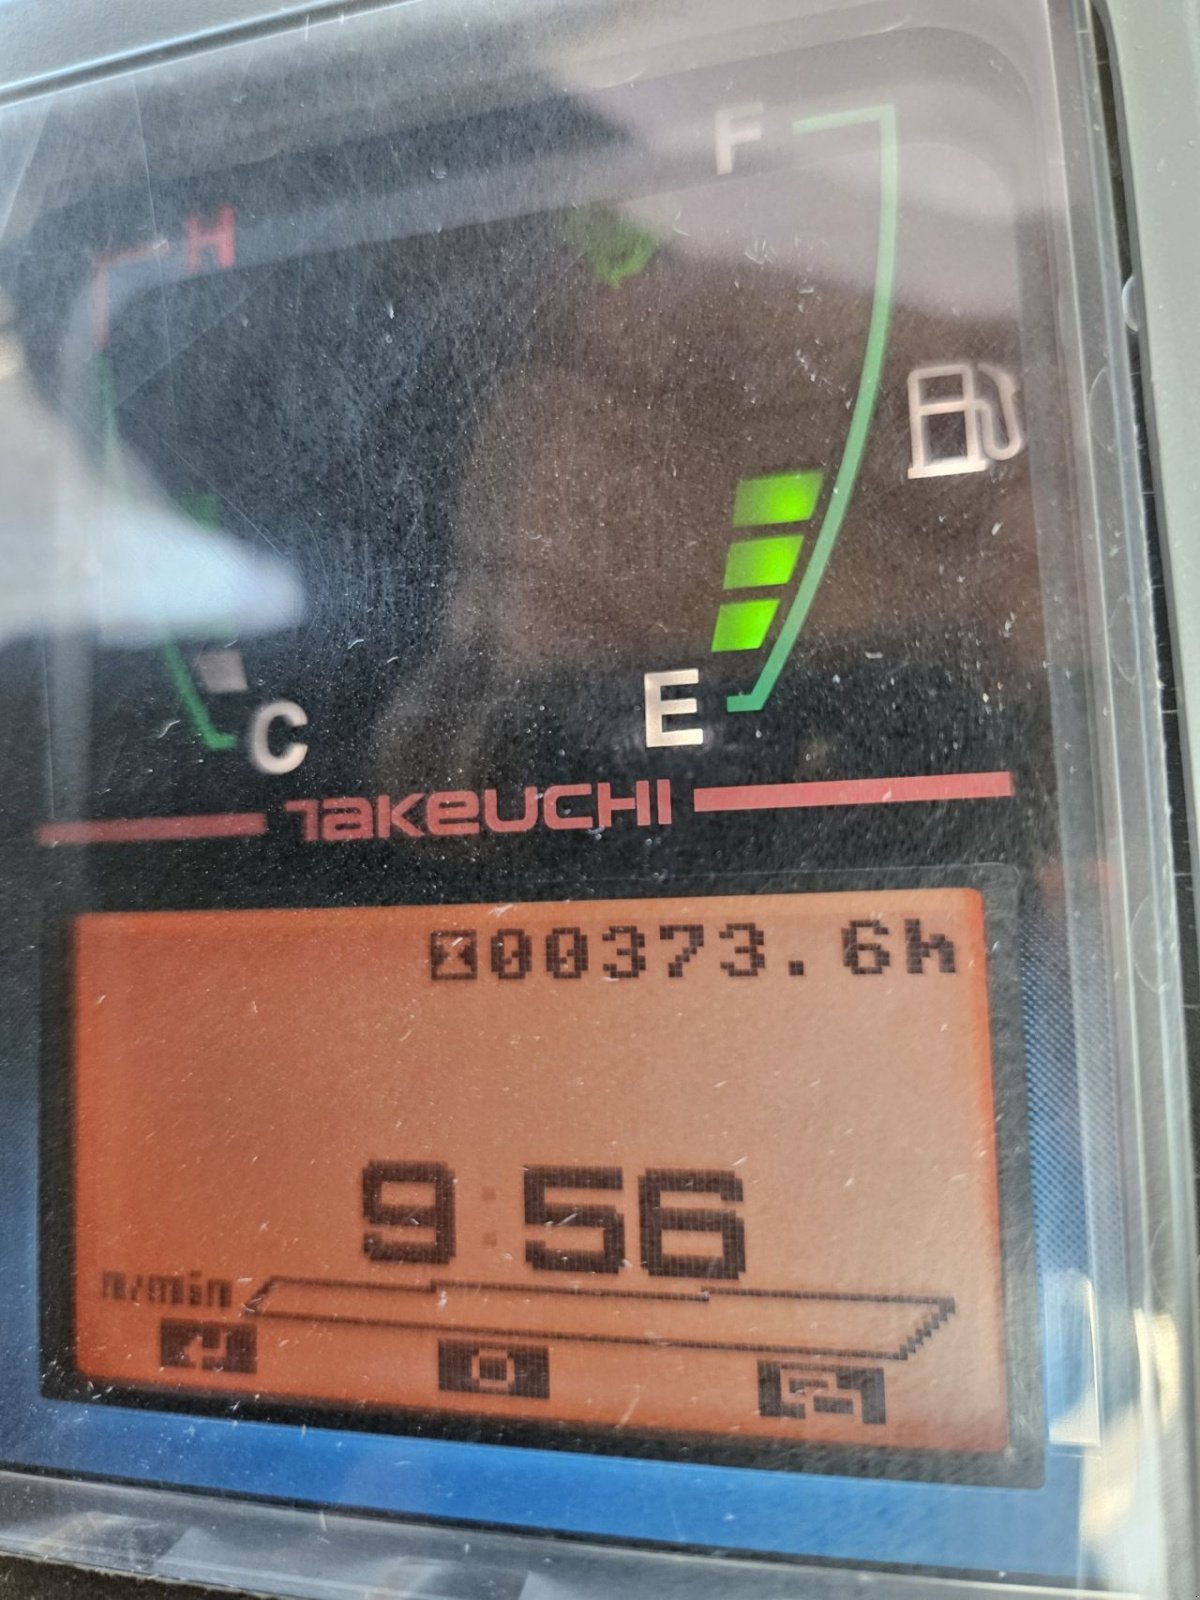 F
H
E
C
TAKEUCHI
00373.6h
9:56
m/min